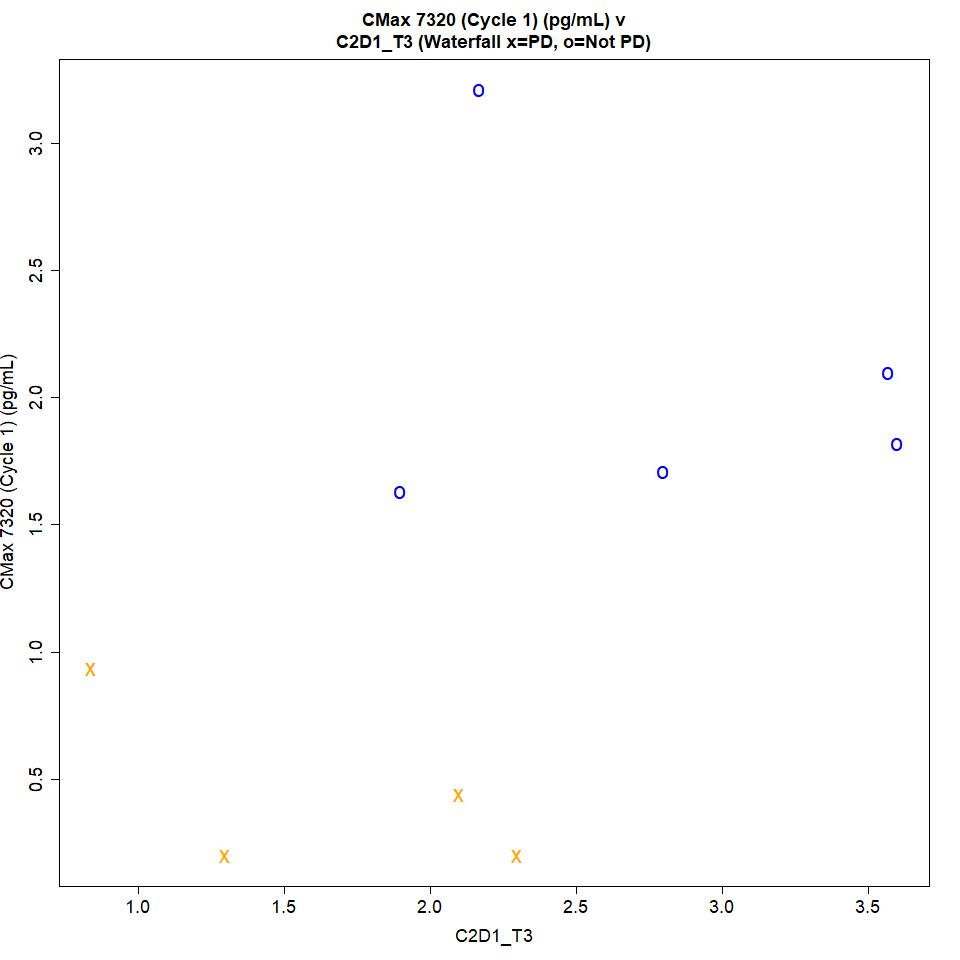 CMax 7320 (Cycle 1) (pg/mL) v
C2D1_T3 (Waterfall x=PD, o=Not PD)
CMax 7320 (Cycle 1) (pg/mL)
3.0
2.5
2.0
1.5
1.0
0.5
O
O
O
O
O
X
X
X
X
1.0
1.5
2.0
2.5
3.0
3.5
C2D1_T3